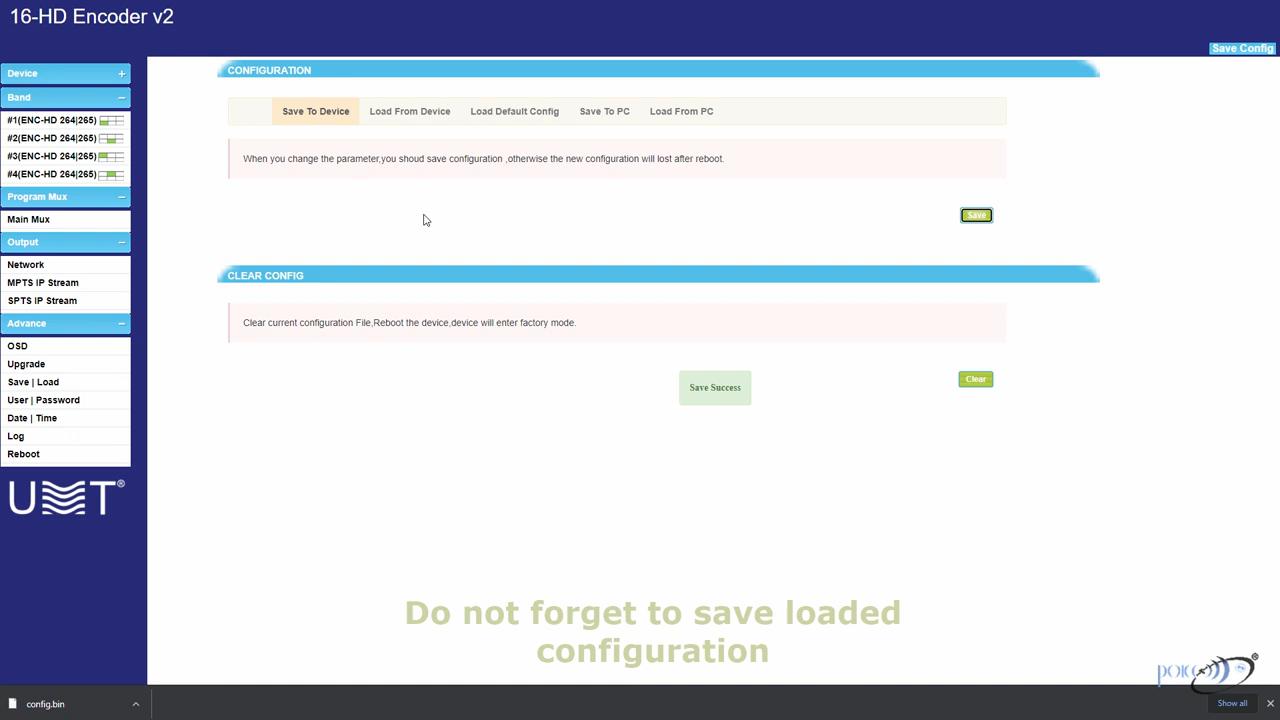 16-HD Encoder v2
Save Config
Device
Band
#1(ENC-HD 264|265)
#2(ENC-HD 264|265)
#3(ENC-HD 264|265)
#4(ENC-HD 264|265)
Program Mux
Main Mux
Output
Network
MPTS IP Stream
SPTS IP Stream
Advance
OSD
Upgrade
Save | Load
User | Password
Date | Time
Log
Reboot
UMT®
CONFIGURATION
Save To Device Load From Device Load Default Config Save To PC Load From PC
When you change the parameter,you shoud save configuration ,otherwise the new configuration will lost after reboot.
Save
CLEAR CONFIG
Clear current configuration File,Reboot the device,device will enter factory mode.
Save Success
Clear
Do not forget to save loaded
configuration
config.bin
Show all